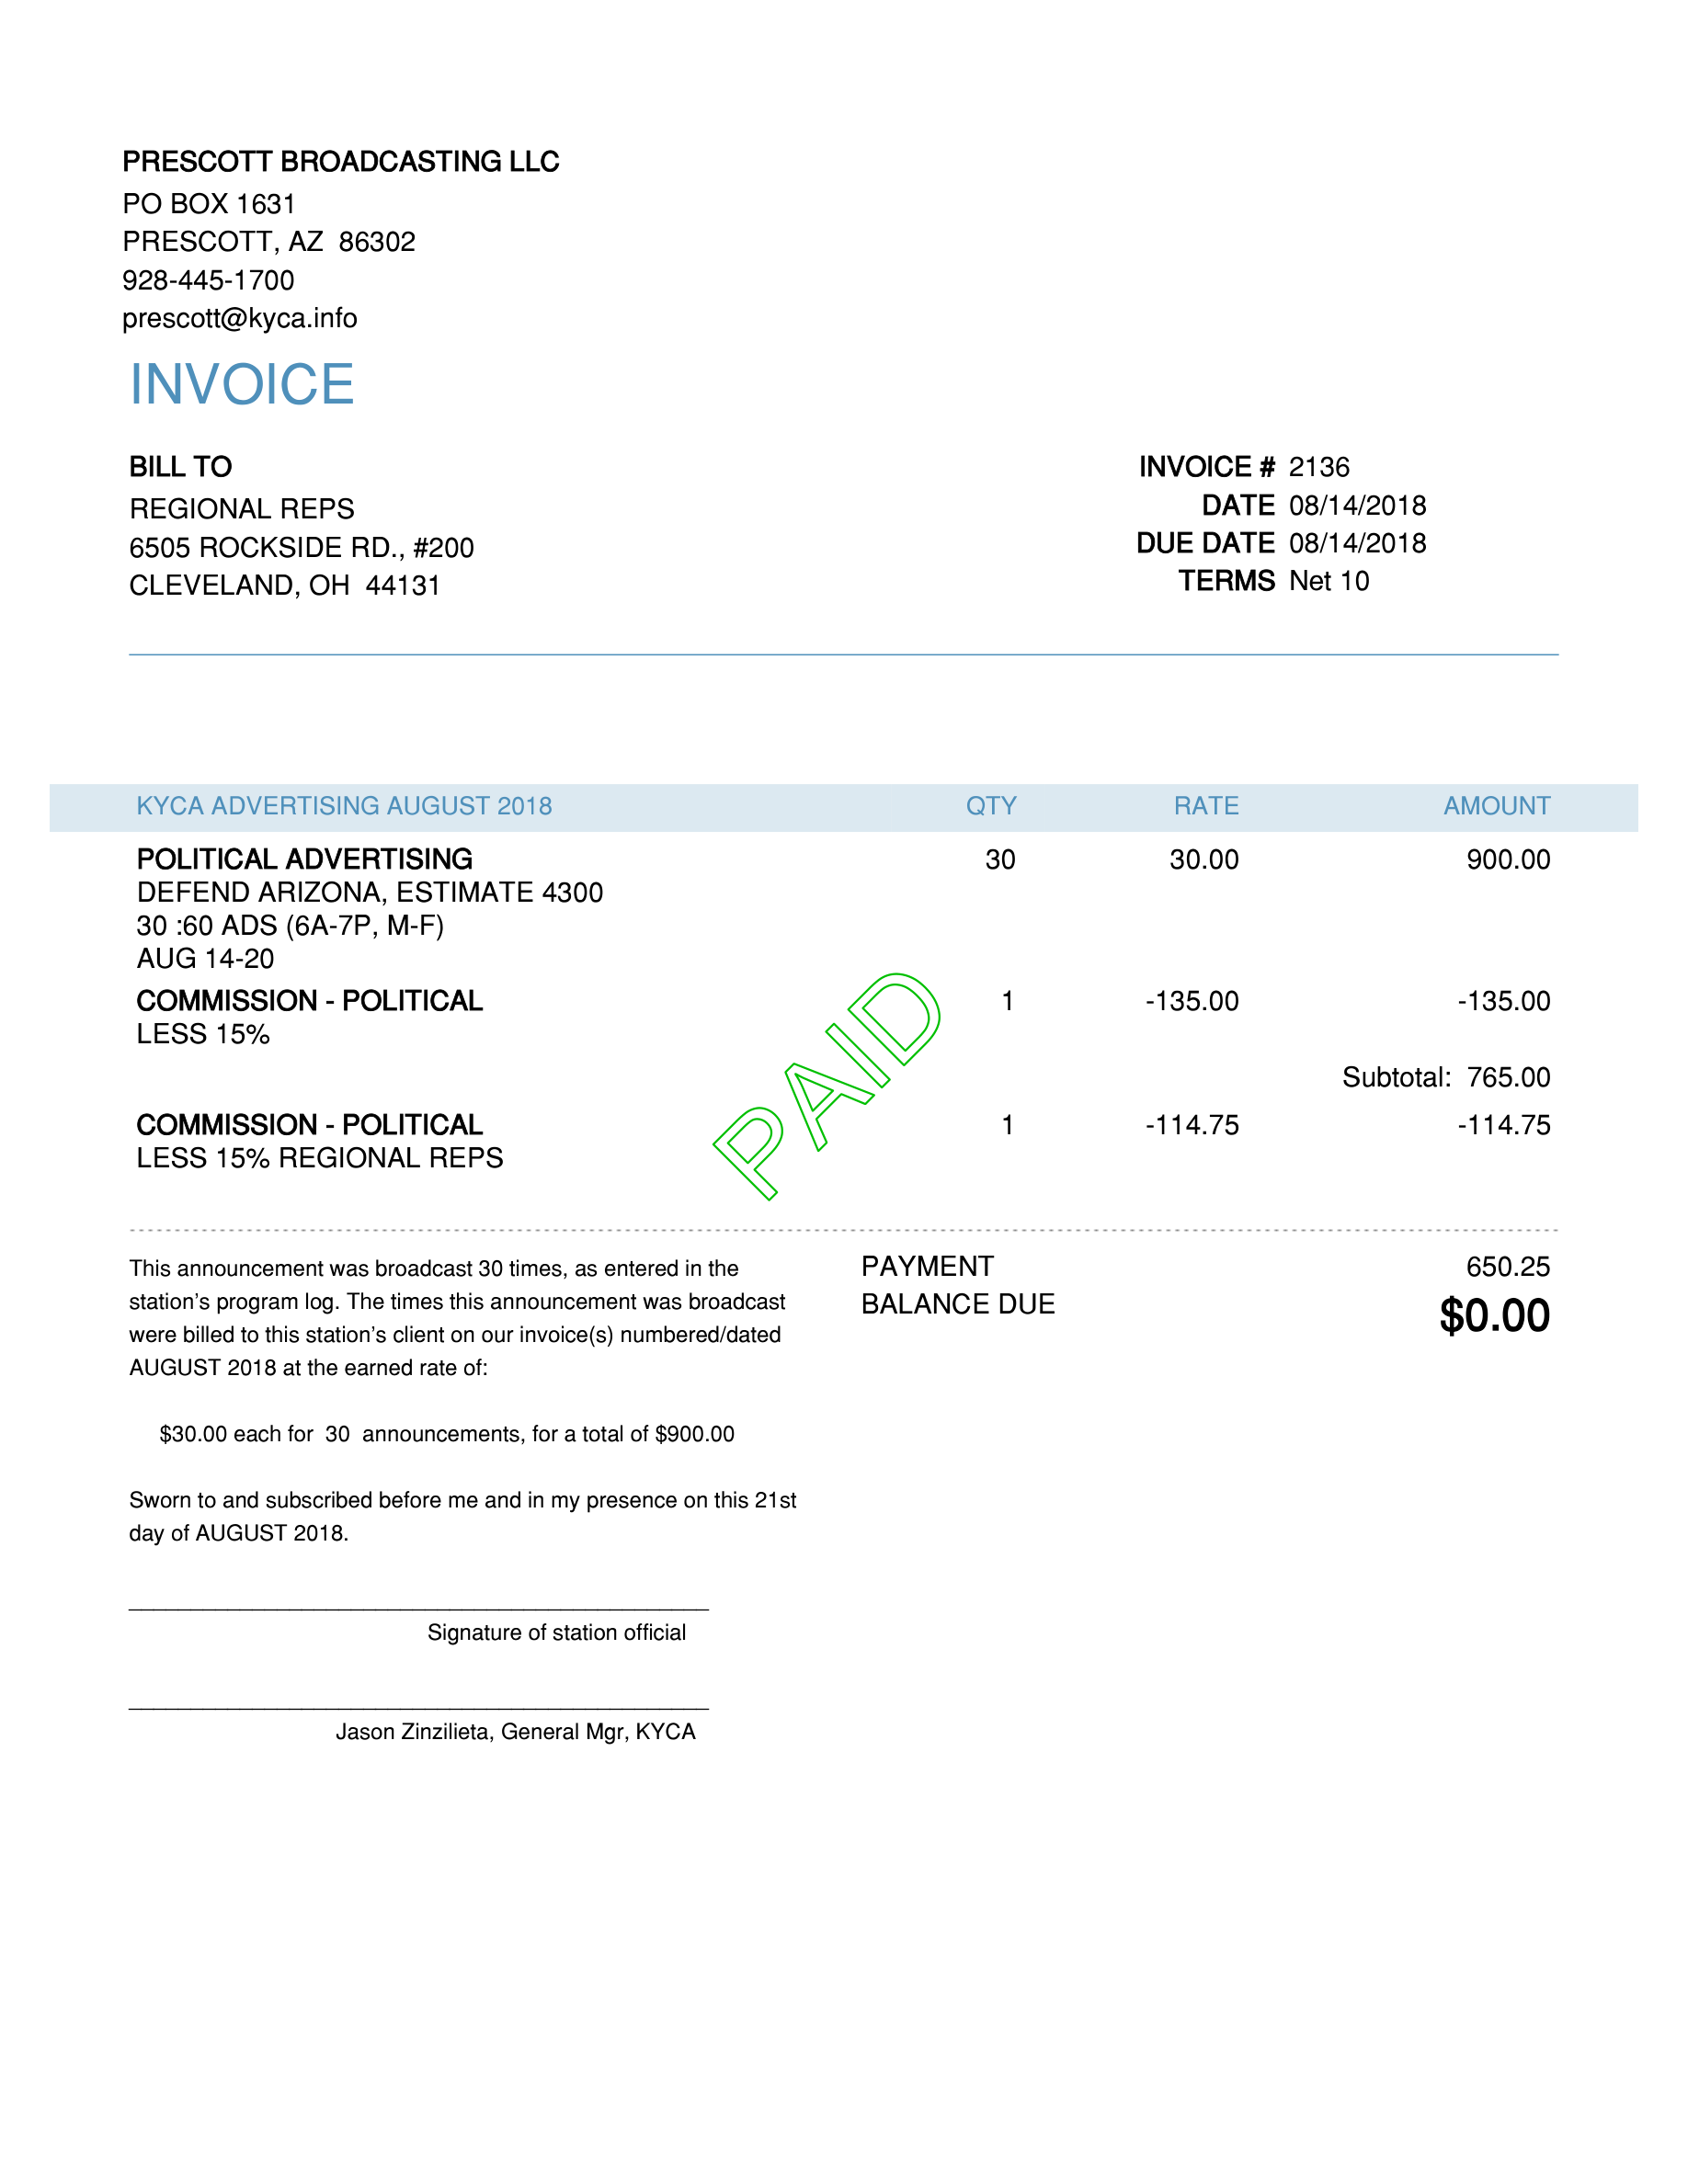 PRESCOTT BROADCASTING LLC
PO BOX 1631
PRESCOTT, AZ  86302
928-445-1700
prescott@kyca.info
INVOICE
BILL TO
REGIONAL REPS
6505 ROCKSIDE RD., #200
CLEVELAND, OH  44131
INVOICE # 2136
DATE 08/14/2018
DUE DATE 08/14/2018
TERMS Net 10
KYCA ADVERTISING AUGUST 2018 QTY RATE AMOUNT
POLITICAL ADVERTISING 30 30.00 900.00
DEFEND ARIZONA, ESTIMATE 4300
30 :60 ADS (6A-7P, M-F)
AUG 14-20
COMMISSION - POLITICAL 1 -135.00 -135.00
LESS 15%
Subtotal: 765.00
COMMISSION - POLITICAL 1 -114.75 -114.75
LESS 15% REGIONAL REPS
PAID
This announcement was broadcast 30 times, as entered in the
station's program log. The times this announcement was broadcast
were billed to this station's client on our invoice(s) numbered/dated
AUGUST 2018 at the earned rate of:
$30.00 each for  30  announcements, for a total of $900.00
Sworn to and subscribed before me and in my presence on this 21st
day of AUGUST 2018.
Signature of station official
Jason Zinzilieta, General Mgr, KYCA
PAYMENT 650.25
BALANCE DUE $0.00